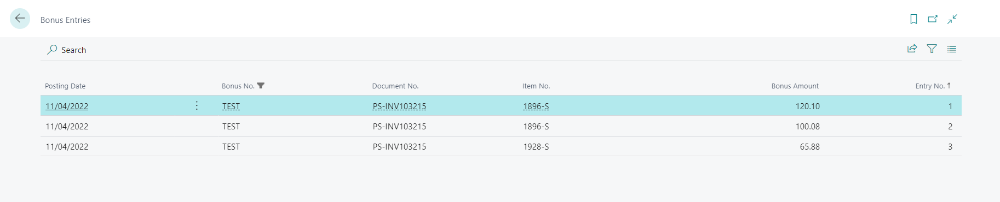 Bonus Entries
Search
Posting Date Bonus No. Document No. Item No. Bonus Amount Entry No.
11/04/2022 TEST PS-INV103215 1896-S 120.10 1
11/04/2022 TEST PS-INV103215 1896-S 100.08 2
11/04/2022 TEST PS-INV103215 1928-S 65.88 3